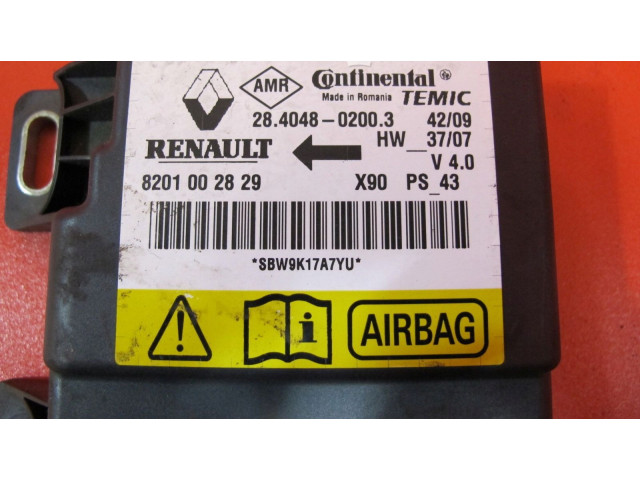 AMR Continental
Made in Romania TEMIC
28.4048-0200.3 42/09
RENAULT HW__37/07
V 4.0
8201 00 28 29 X90 PS_43
*SBW9K17A7YU*
! i AIRBAG